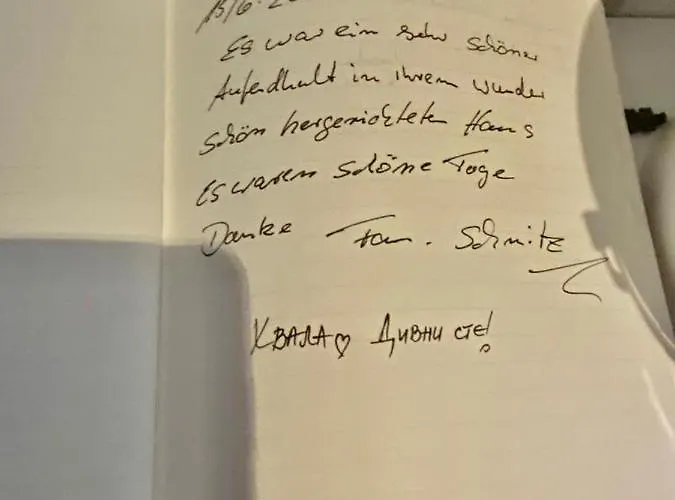 Es war ein sehr schöner
Aufendhalt in ihrem wunder
schön hergerichteten Haus
Es waren schöne Tage
Danke Fam. Schmitz
ХВАЛА♡ ДИВНИ СТЕ!